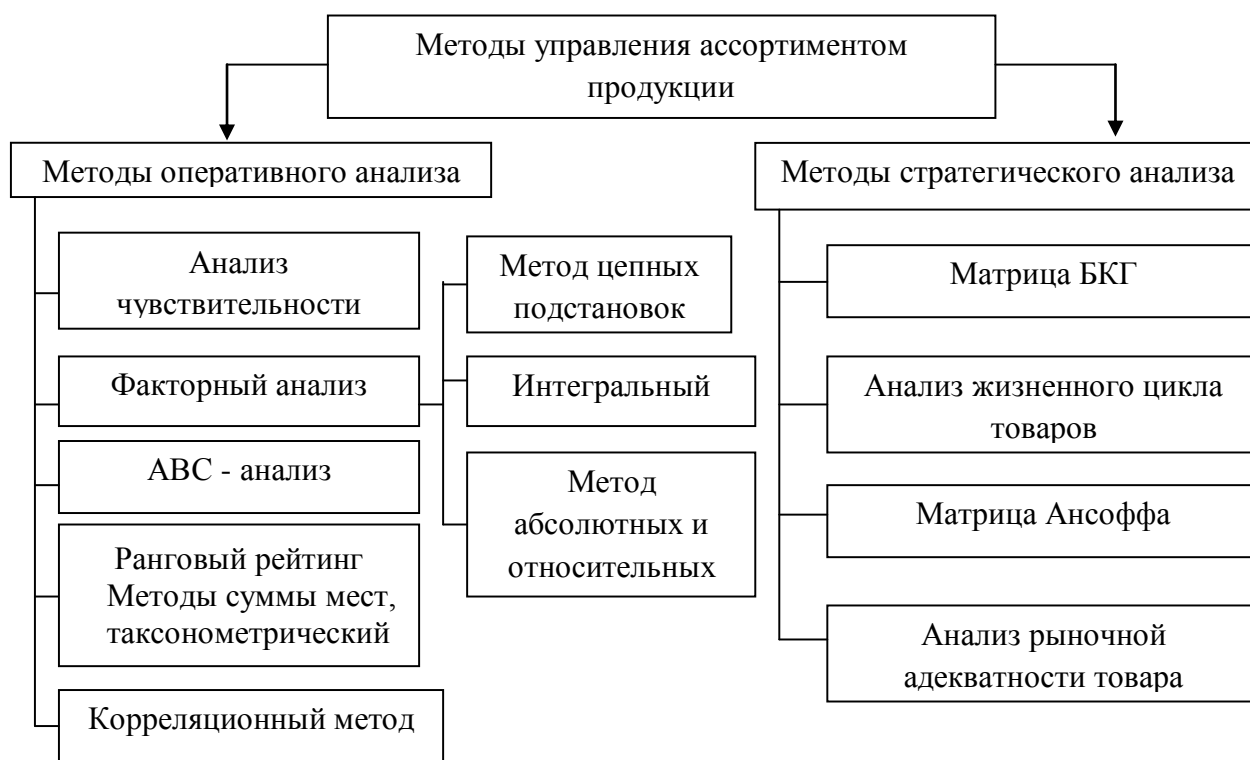 Методы управления ассортиментом
продукции
Методы оперативного анализа
Анализ
чувствительности
Факторный анализ
АВС - анализ
Ранговый рейтинг
Методы суммы мест,
таксонометрический
Корреляционный метод
Метод цепных
подстановок
Интегральный
Метод
абсолютных и
относительных
Методы стратегического анализа
Матрица БКГ
Анализ жизненного цикла
товаров
Матрица Ансоффа
Анализ рыночной
адекватности товара